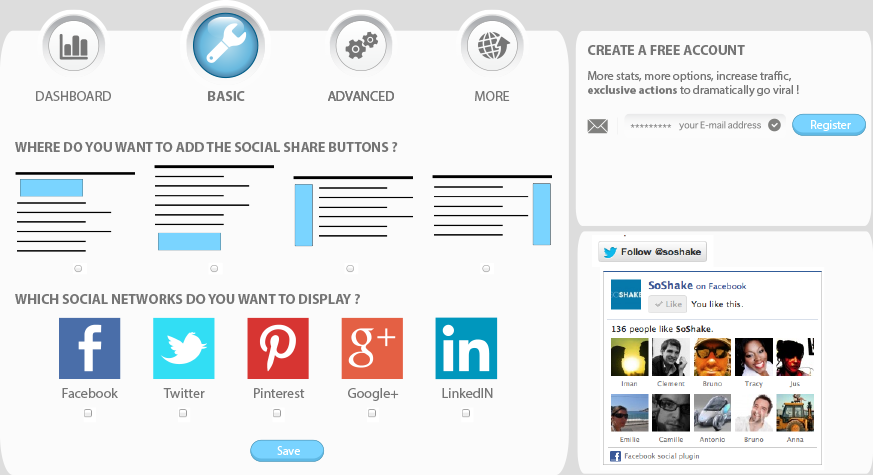 DASHBOARD
BASIC
ADVANCED
MORE
WHERE DO YOU WANT TO ADD THE SOCIAL SHARE BUTTONS ?
WHICH SOCIAL NETWORKS DO YOU WANT TO DISPLAY ?
f
g+
in
Facebook
Twitter
Pinterest
Google+
LinkedIN
Save
CREATE A FREE ACCOUNT
More stats, more options, increase traffic,
exclusive actions to dramatically go viral !
********* your E-mail address
Register
Follow @soshake
SOSHAKE
SoShake on Facebook
Like
You like this.
136 people like SoShake.
Iman
Clement
Bruno
Tracy
Jus
Emilie
Camille
Antonio
Bruno
Anna
Facebook social plugin